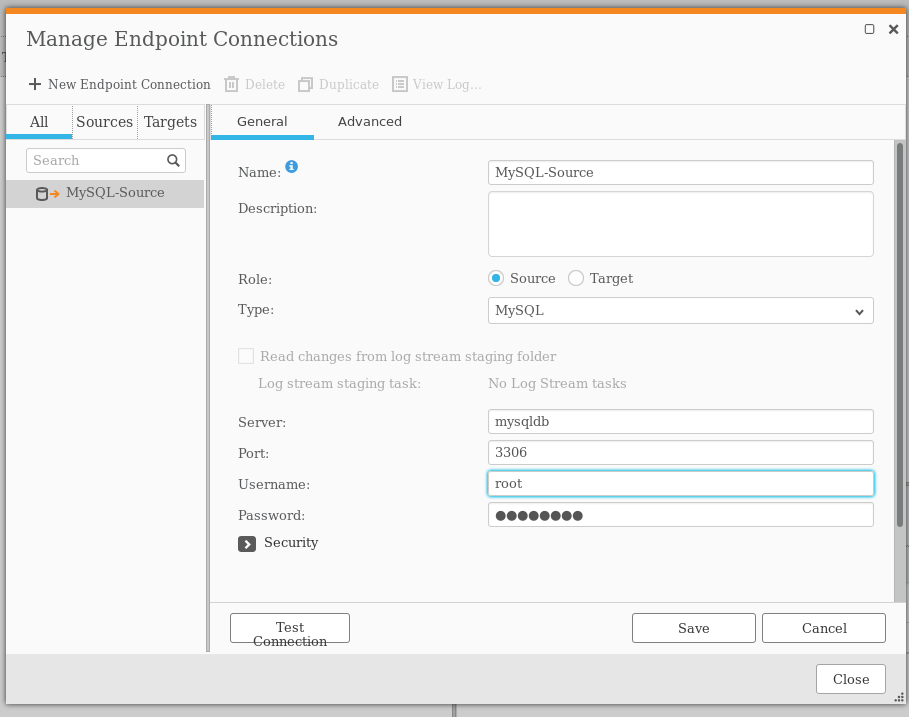 Manage Endpoint Connections
New Endpoint Connection Delete Duplicate View Log...
All Sources Targets General Advanced
Search
MySQL-Source
Name: MySQL-Source
Description:
Role: Source Target
Type: MySQL
Read changes from log stream staging folder
Log stream staging task: No Log Stream tasks
Server: mysqldb
Port: 3306
Username: root
Password: ●●●●●●●●
Security
Test Connection Save Cancel
Close